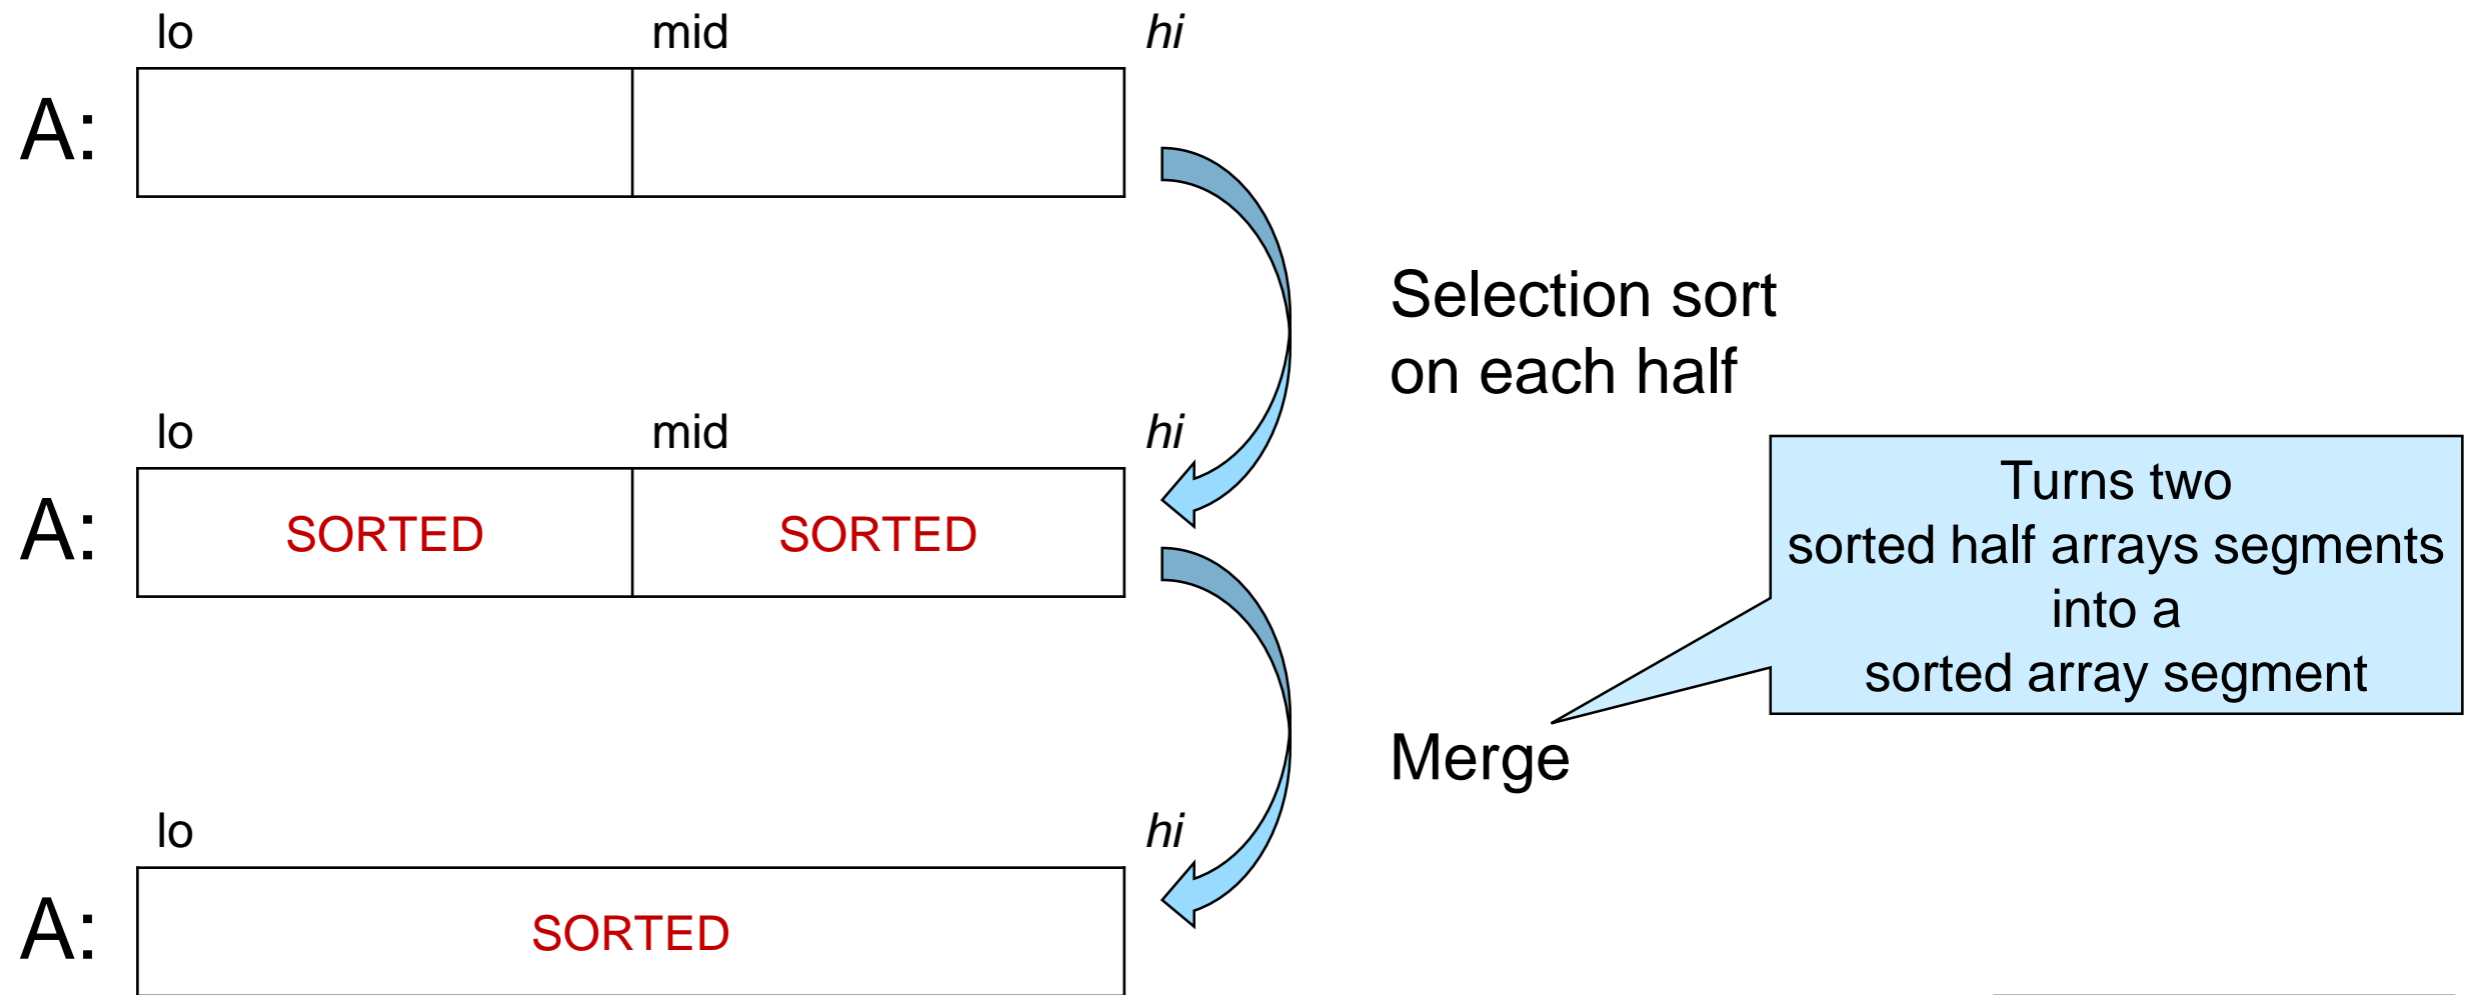 lo mid hi
A:
Selection sort
on each half
lo mid hi
A: SORTED SORTED
Turns two
sorted half arrays segments
into a
sorted array segment
Merge
lo hi
A: SORTED